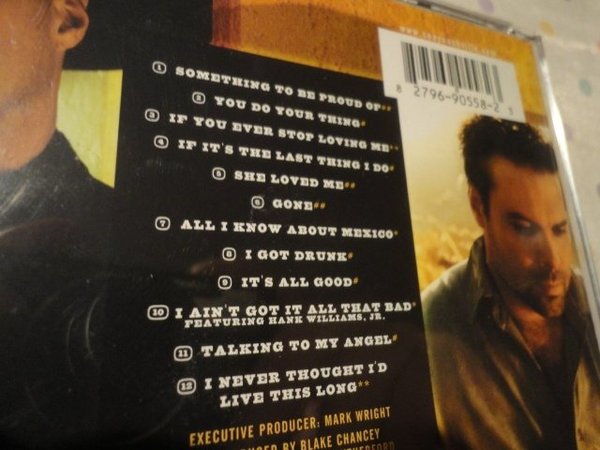 8 2796-90558-2 3
① SOMETHING TO BE PROUD OF**
② YOU DO YOUR THING*
③ IF YOU EVER STOP LOVING ME**
④ IF IT'S THE LAST THING I DO*
⑤ SHE LOVED ME**
⑥ GONE**
⑦ ALL I KNOW ABOUT MEXICO*
⑧ I GOT DRUNK*
⑨ IT'S ALL GOOD*
⑩ I AIN'T GOT IT ALL THAT BAD*
FEATURING HANK WILLIAMS, JR.
⑪ TALKING TO MY ANGEL*
⑫ I NEVER THOUGHT I'D
LIVE THIS LONG**
EXECUTIVE PRODUCER: MARK WRIGHT
BY BLAKE CHANCEY